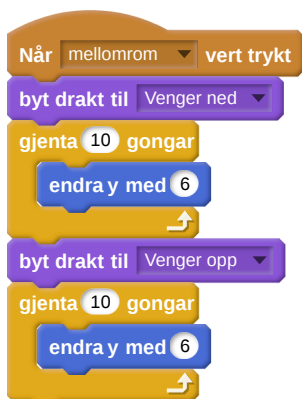 Når mellomrom vert trykt
byt drakt til Venger ned
gjenta 10 gongar
endra y med 6
byt drakt til Venger opp
gjenta 10 gongar
endra y med 6